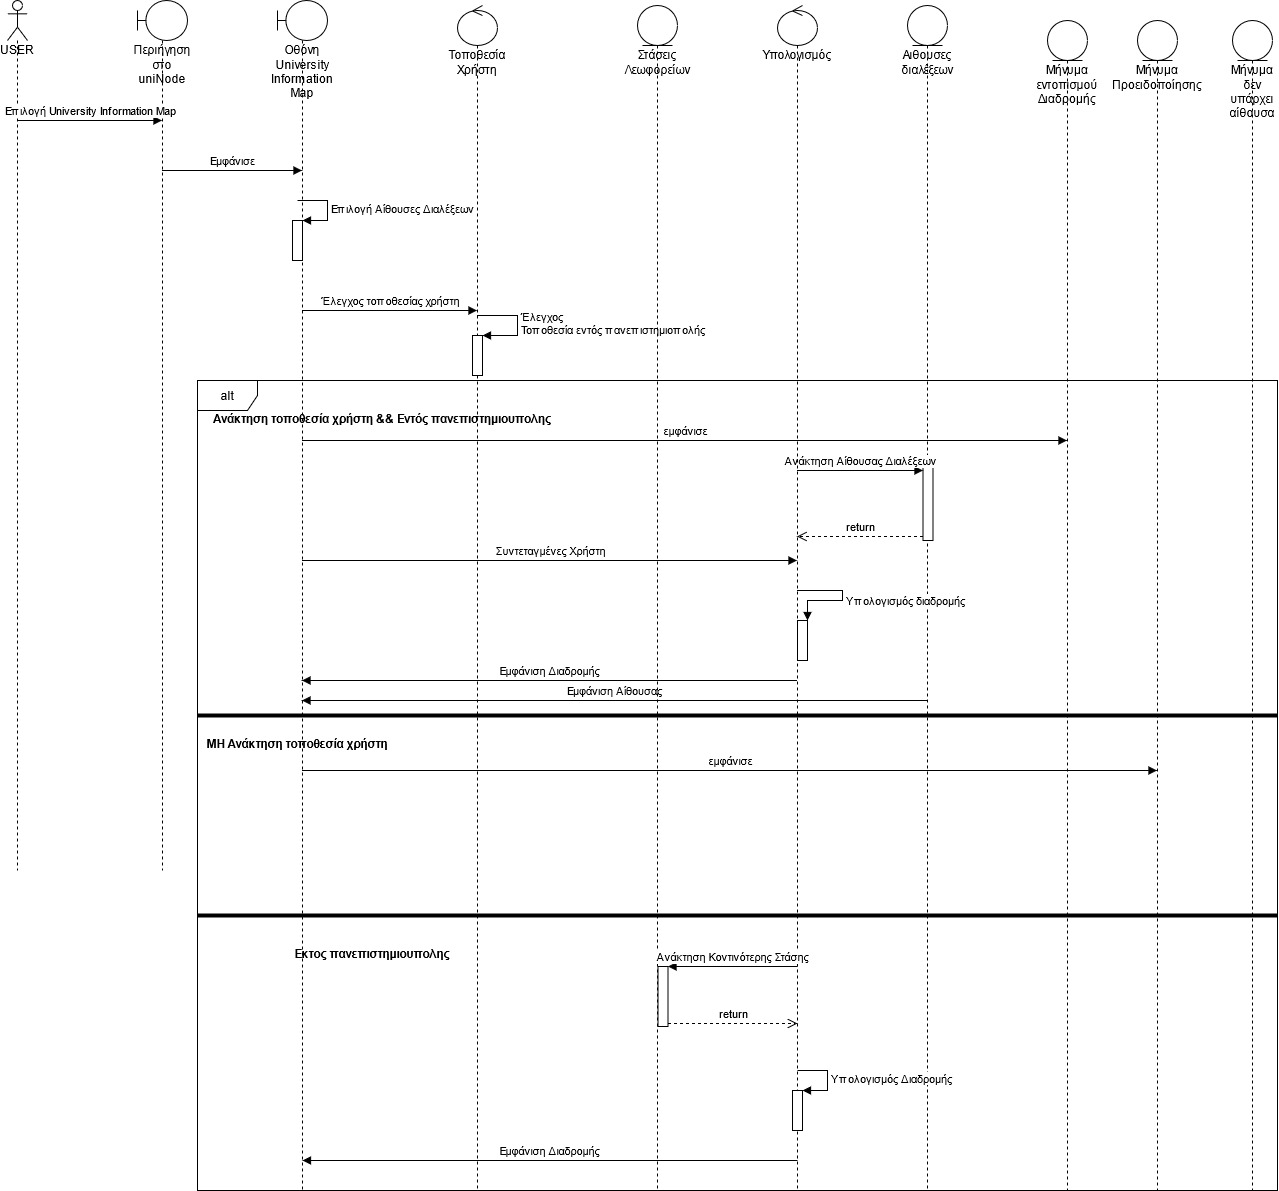 USER
Περιήγηση
στο
uniNode
Οθόνη
University
Information
Map
Τοποθεσία
Χρήστη
Στάσεις
Λεωφορείων
Υπολογισμός
Αιθουσες
διαλέξεων
Μήνυμα
εντοπισμού
Διαδρομής
Μήνυμα
Προειδοποίησης
Μήνυμα
δεν
υπάρχει
αίθουσα
Επιλογή University Information Map
Εμφάνισε
Επιλογή Αίθουσες Διαλέξεων
Έλεγχος τοποθεσίας χρήστη
Έλεγχος
Τοποθεσία εντός πανεπιστημιοπολής
alt
Ανάκτηση τοποθεσία χρήστη && Εντός πανεπιστημιουπολης
εμφάνισε
Ανάκτηση Αίθουσας Διαλέξεων
return
Συντεταγμένες Χρήστη
Υπολογισμός διαδρομής
Εμφάνιση Διαδρομής
Εμφάνιση Αίθουσας
ΜΗ Ανάκτηση τοποθεσία χρήστη
εμφάνισε
Εκτος πανεπιστημιουπολης
Ανάκτηση Κοντινότερης Στάσης
return
Υπολογισμός Διαδρομής
Εμφάνιση Διαδρομής